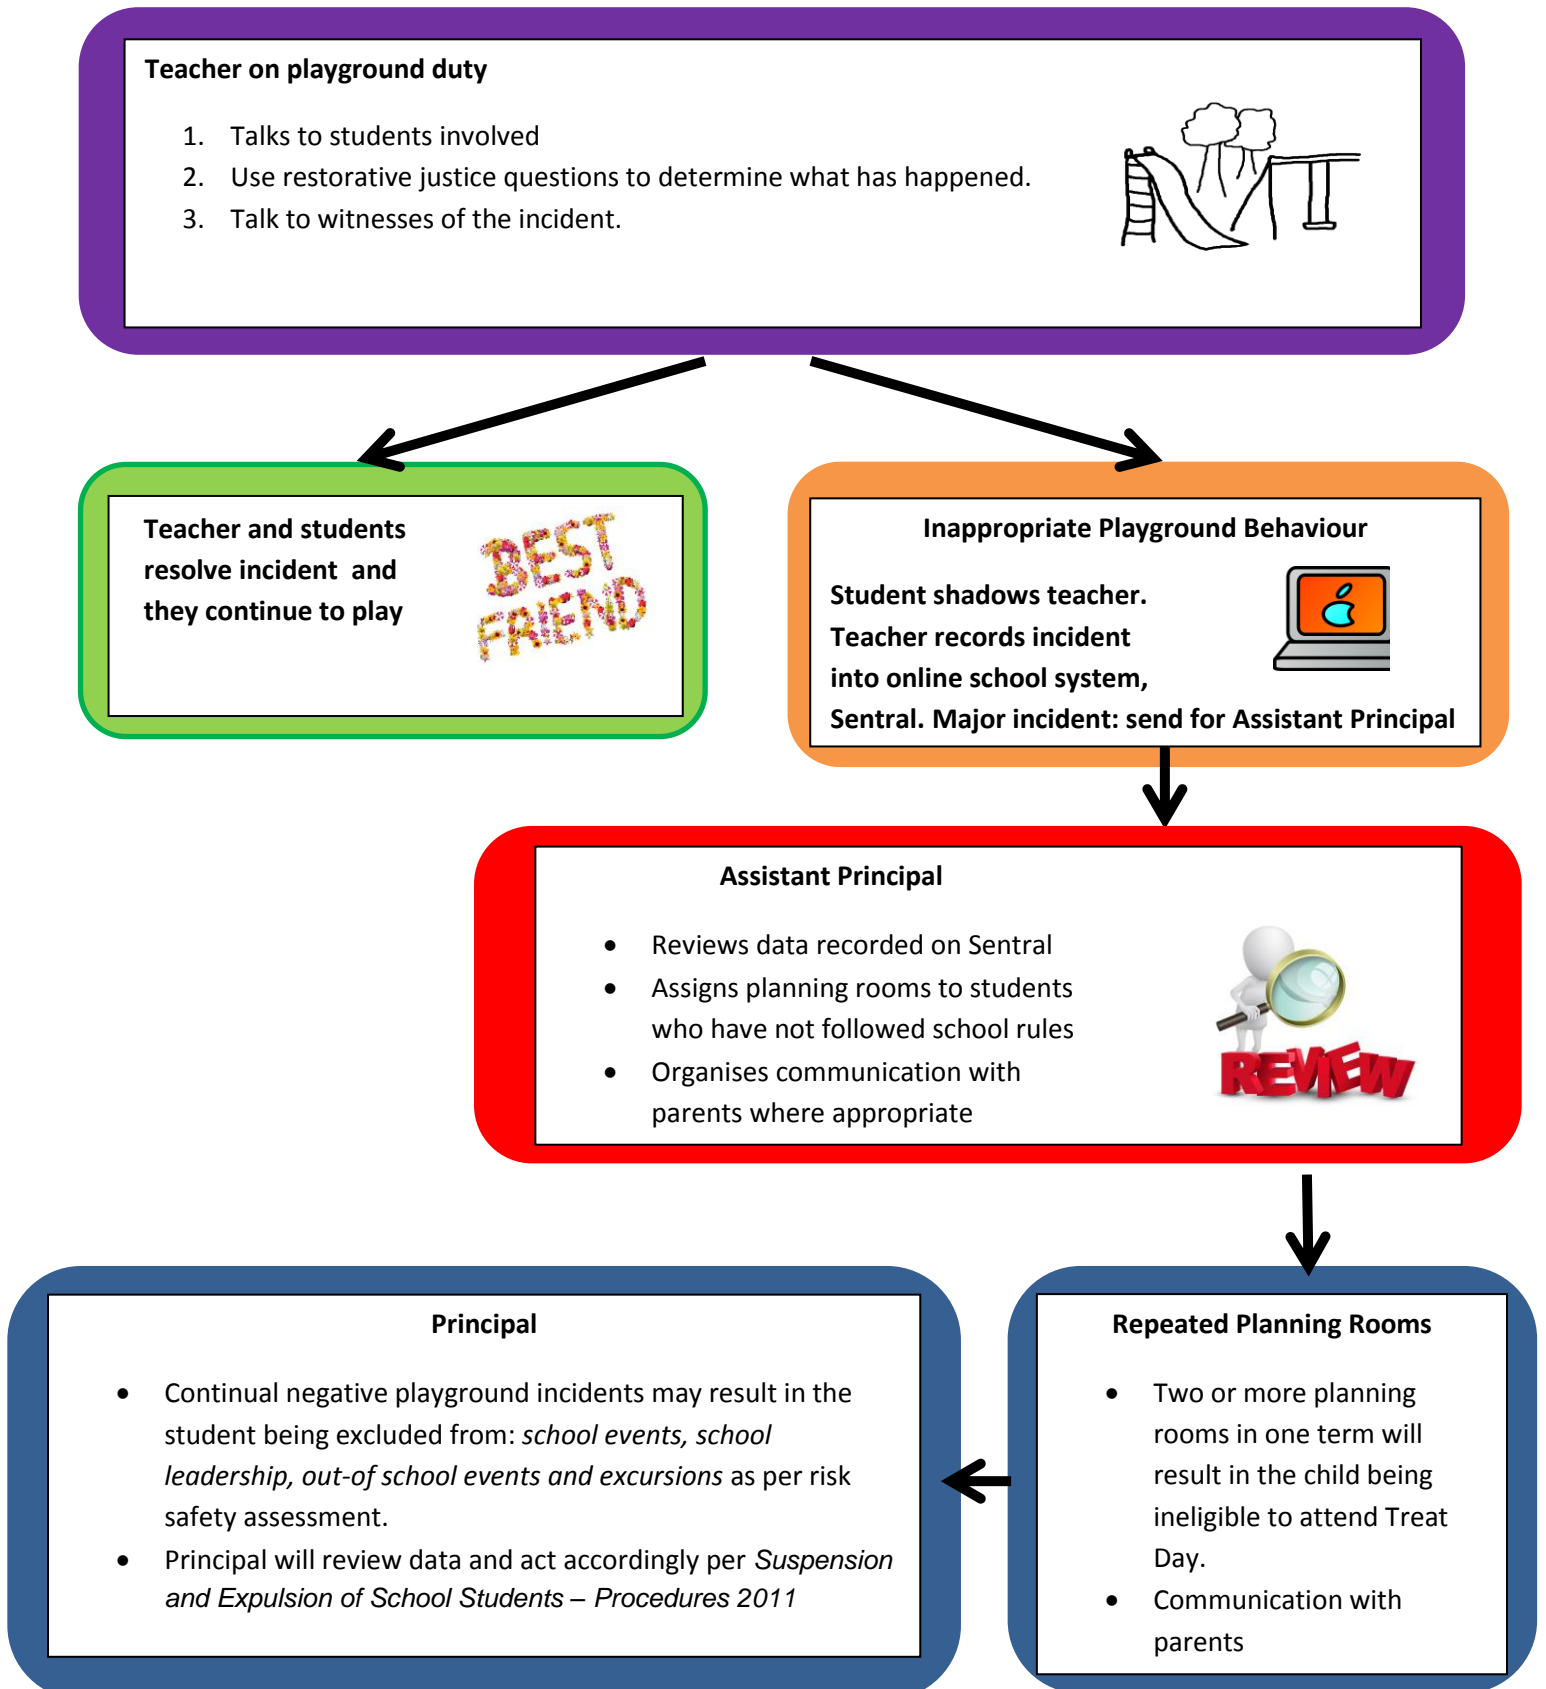 Teacher on playground duty
1. Talks to students involved
2. Use restorative justice questions to determine what has happened.
3. Talk to witnesses of the incident.
Teacher and students
resolve incident and
they continue to play
BEST
FRIEND
Inappropriate Playground Behaviour
Student shadows teacher.
Teacher records incident
into online school system,
Sentral. Major incident: send for Assistant Principal
Assistant Principal
• Reviews data recorded on Sentral
• Assigns planning rooms to students
who have not followed school rules
• Organises communication with
parents where appropriate
REVIEW
Principal
• Continual negative playground incidents may result in the
student being excluded from: school events, school
leadership, out-of school events and excursions as per risk
safety assessment.
• Principal will review data and act accordingly per Suspension
and Expulsion of School Students – Procedures 2011
Repeated Planning Rooms
• Two or more planning
rooms in one term will
result in the child being
ineligible to attend Treat
Day.
• Communication with
parents